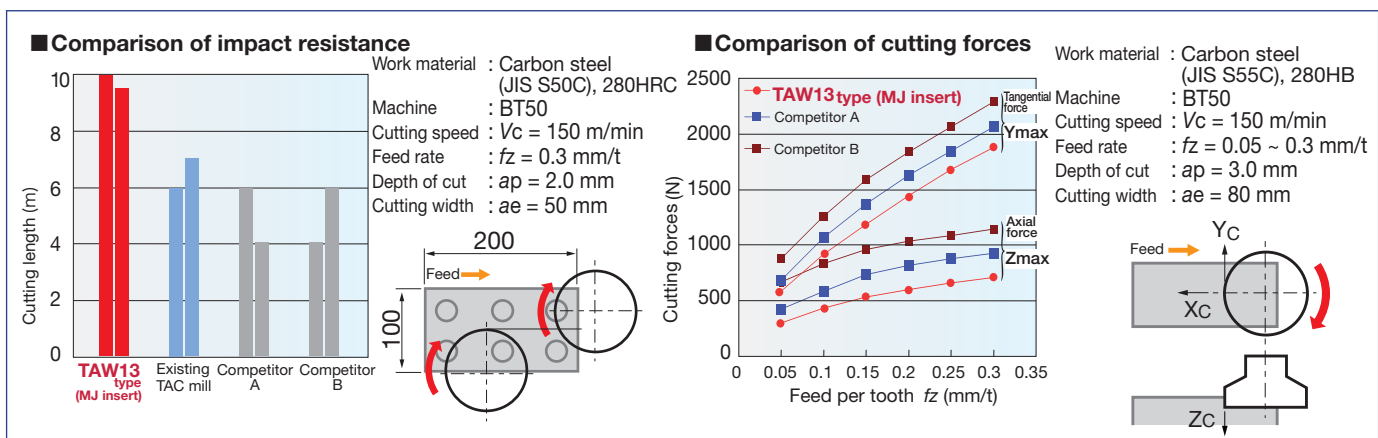 ■Comparison of impact resistance
10
8
6
4
2
0
Cutting length (m)
TAW13
type
(MJ insert)
Existing
TAC mill
Competitor
A
Competitor
B
Work material : Carbon steel
(JIS S50C), 280HRC
Machine : BT50
Cutting speed : Vc = 150 m/min
Feed rate : fz = 0.3 mm/t
Depth of cut : ap = 2.0 mm
Cutting width : ae = 50 mm
200
Feed
100
■Comparison of cutting forces
2500
2000
1500
1000
500
0
Cutting forces (N)
TAW13 type (MJ insert)
Competitor A
Competitor B
Tangential
force
Ymax
Axial
force
Zmax
0 0.05 0.1 0.15 0.2 0.25 0.3 0.35
Feed per tooth fz (mm/t)
Work material : Carbon steel
(JIS S55C), 280HB
Machine : BT50
Cutting speed : Vc = 150 m/min
Feed rate : fz = 0.05 ~ 0.3 mm/t
Depth of cut : ap = 3.0 mm
Cutting width : ae = 80 mm
Feed
YC
XC
ZC